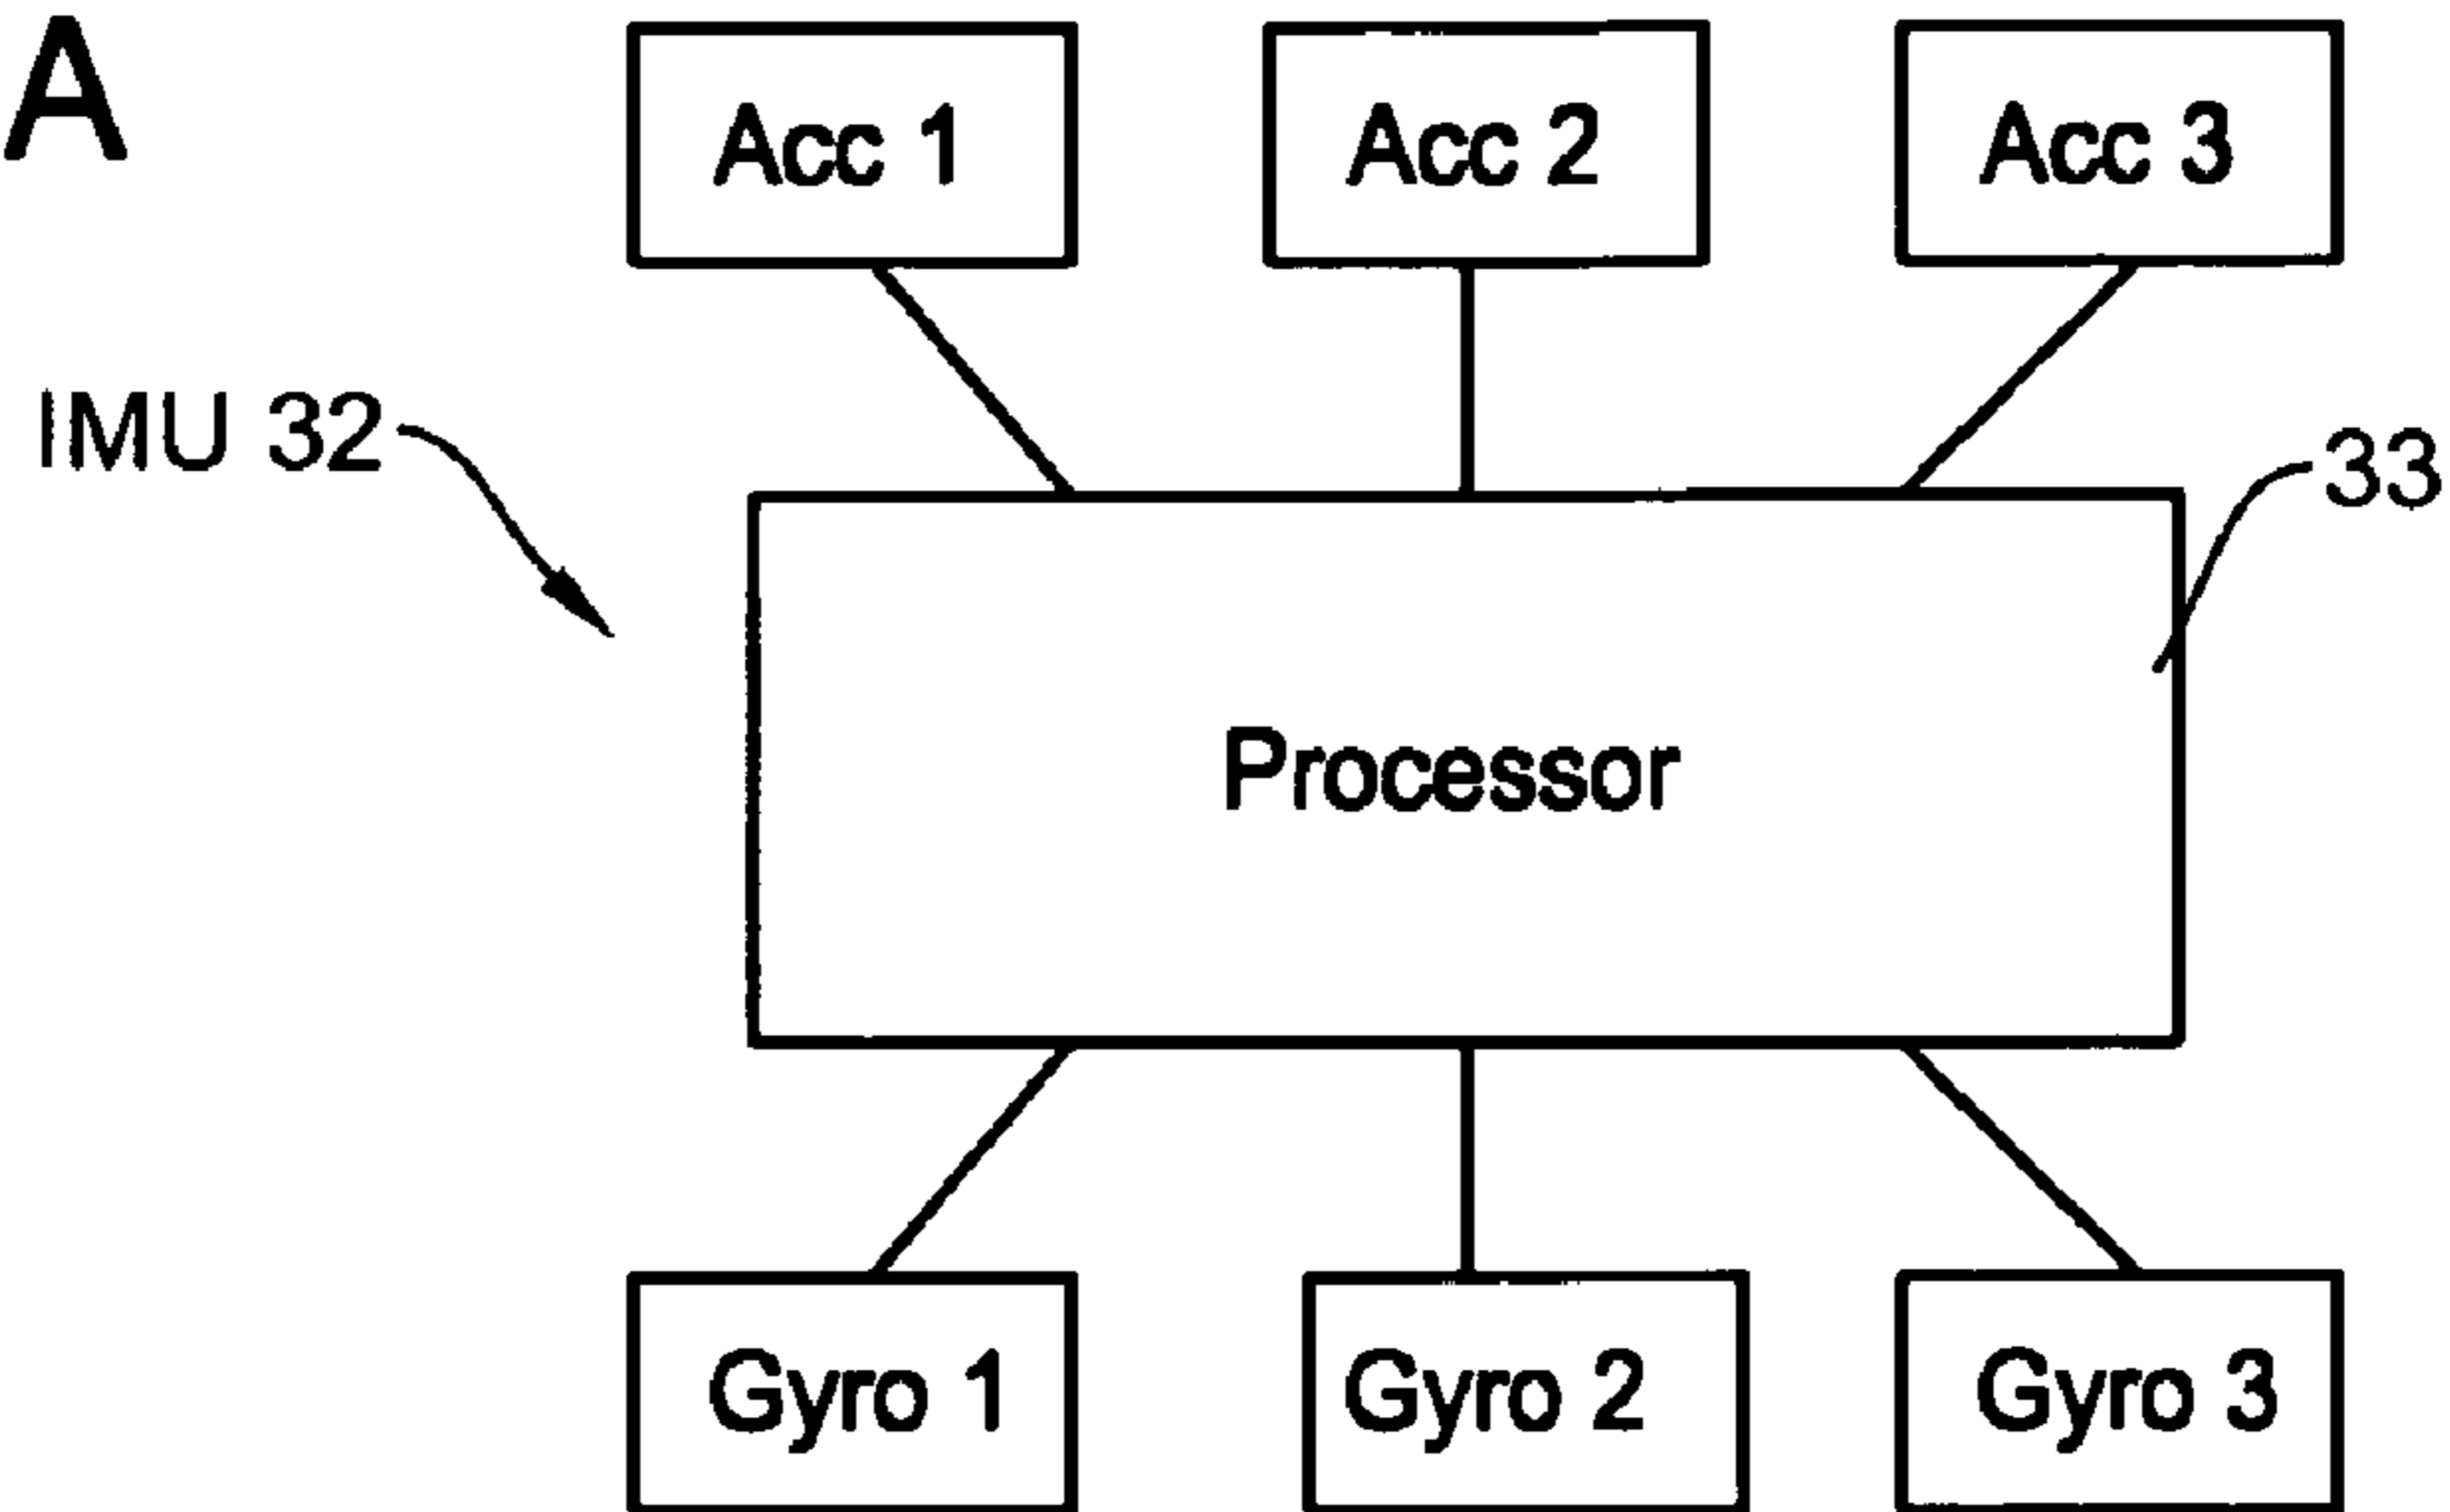 A
Acc 1
Acc 2
Acc 3
IMU 32
33
Processor
Gyro 1
Gyro 2
Gyro 3